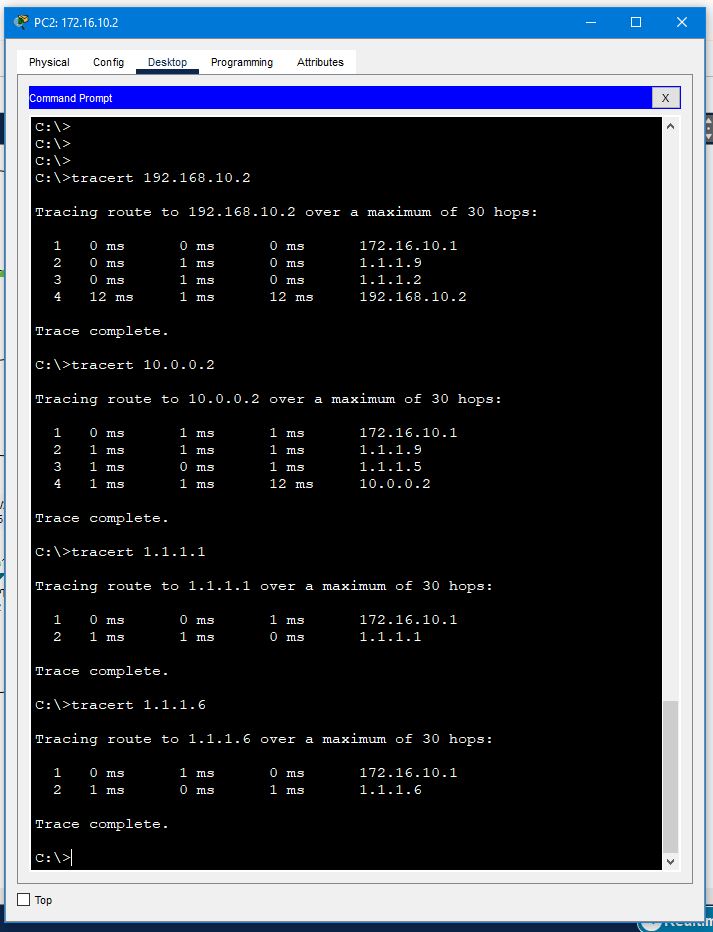 PC2: 172.16.10.2
Physical Config Desktop Programming Attributes
Command Prompt X
C:\>
C:\>
C:\>
C:\>tracert 192.168.10.2
Tracing route to 192.168.10.2 over a maximum of 30 hops:
1 0 ms 0 ms 0 ms 172.16.10.1
2 0 ms 1 ms 0 ms 1.1.1.9
3 0 ms 1 ms 0 ms 1.1.1.2
4 12 ms 1 ms 12 ms 192.168.10.2
Trace complete.
C:\>tracert 10.0.0.2
Tracing route to 10.0.0.2 over a maximum of 30 hops:
1 0 ms 1 ms 1 ms 172.16.10.1
2 1 ms 1 ms 1 ms 1.1.1.9
3 1 ms 0 ms 1 ms 1.1.1.5
4 1 ms 1 ms 12 ms 10.0.0.2
Trace complete.
C:\>tracert 1.1.1.1
Tracing route to 1.1.1.1 over a maximum of 30 hops:
1 0 ms 0 ms 1 ms 172.16.10.1
2 1 ms 1 ms 0 ms 1.1.1.1
Trace complete.
C:\>tracert 1.1.1.6
Tracing route to 1.1.1.6 over a maximum of 30 hops:
1 0 ms 1 ms 0 ms 172.16.10.1
2 1 ms 0 ms 1 ms 1.1.1.6
Trace complete.
C:\>
Top